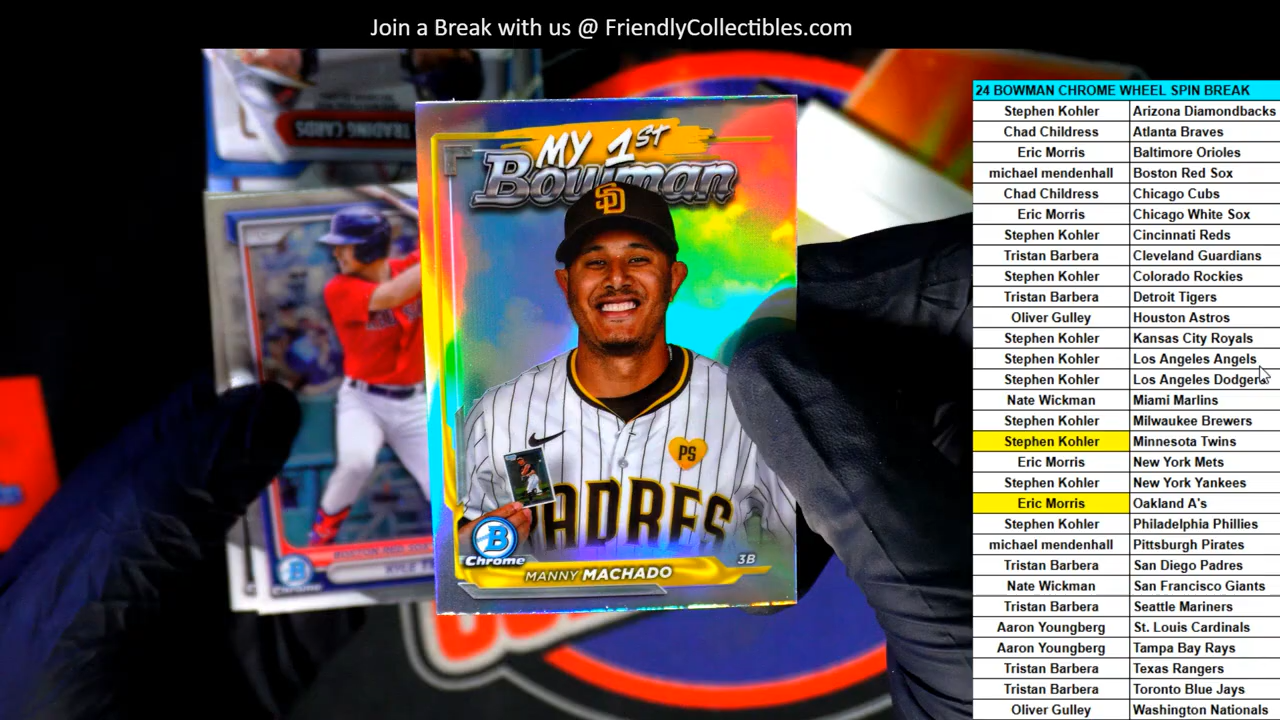 Join a Break with us @ FriendlyCollectibles.com
TRADING CARDS
MY 1ST
Bowman
SD
PS
PADRES
B
Chrome
3B
MANNY MACHADO
BOSTON RED SOX
B
Chrome
24 BOWMAN CHROME WHEEL SPIN BREAK
Stephen Kohler Arizona Diamondbacks
Chad Childress Atlanta Braves
Eric Morris Baltimore Orioles
michael mendenhall Boston Red Sox
Chad Childress Chicago Cubs
Eric Morris Chicago White Sox
Stephen Kohler Cincinnati Reds
Tristan Barbera Cleveland Guardians
Stephen Kohler Colorado Rockies
Tristan Barbera Detroit Tigers
Oliver Gulley Houston Astros
Stephen Kohler Kansas City Royals
Stephen Kohler Los Angeles Angels
Stephen Kohler Los Angeles Dodgers
Nate Wickman Miami Marlins
Stephen Kohler Milwaukee Brewers
Stephen Kohler Minnesota Twins
Eric Morris New York Mets
Stephen Kohler New York Yankees
Eric Morris Oakland A's
Stephen Kohler Philadelphia Phillies
michael mendenhall Pittsburgh Pirates
Tristan Barbera San Diego Padres
Nate Wickman San Francisco Giants
Tristan Barbera Seattle Mariners
Aaron Youngberg St. Louis Cardinals
Aaron Youngberg Tampa Bay Rays
Tristan Barbera Texas Rangers
Tristan Barbera Toronto Blue Jays
Oliver Gulley Washington Nationals